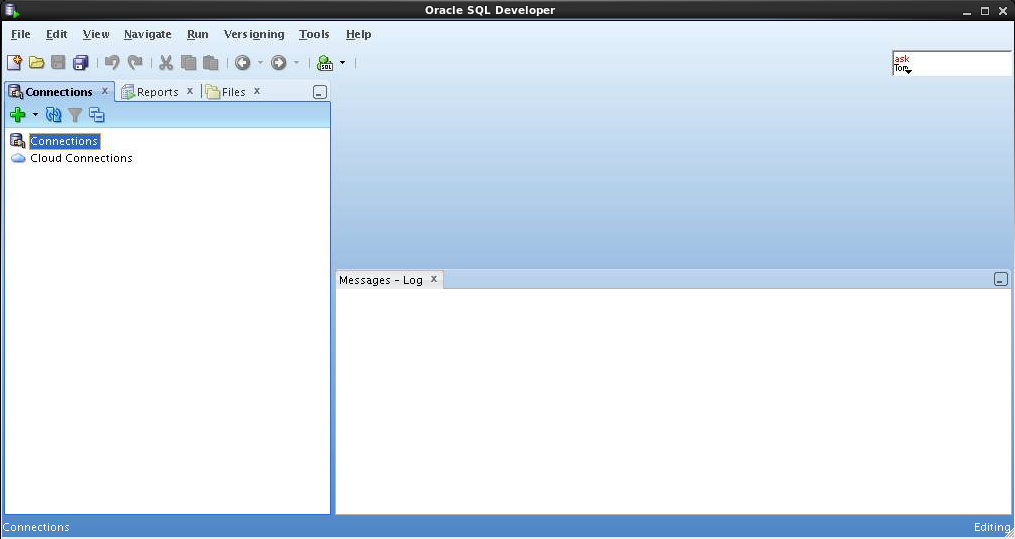 Oracle SQL Developer
File Edit View Navigate Run Versioning Tools Help
SQL
ask
Tom
Connections Reports Files
Connections
Cloud Connections
Messages - Log
Connections Editing